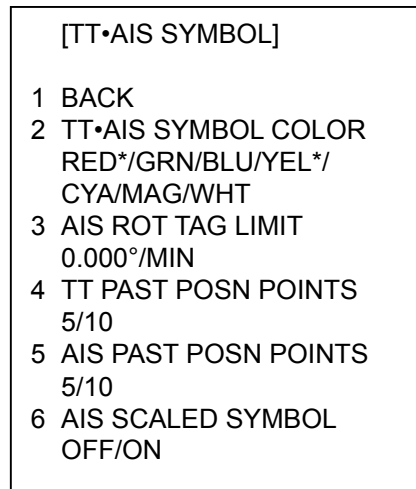 [TT•AIS SYMBOL]
1 BACK
2 TT•AIS SYMBOL COLOR
RED*/GRN/BLU/YEL*/
CYA/MAG/WHT
3 AIS ROT TAG LIMIT
0.000°/MIN
4 TT PAST POSN POINTS
5/10
5 AIS PAST POSN POINTS
5/10
6 AIS SCALED SYMBOL
OFF/ON